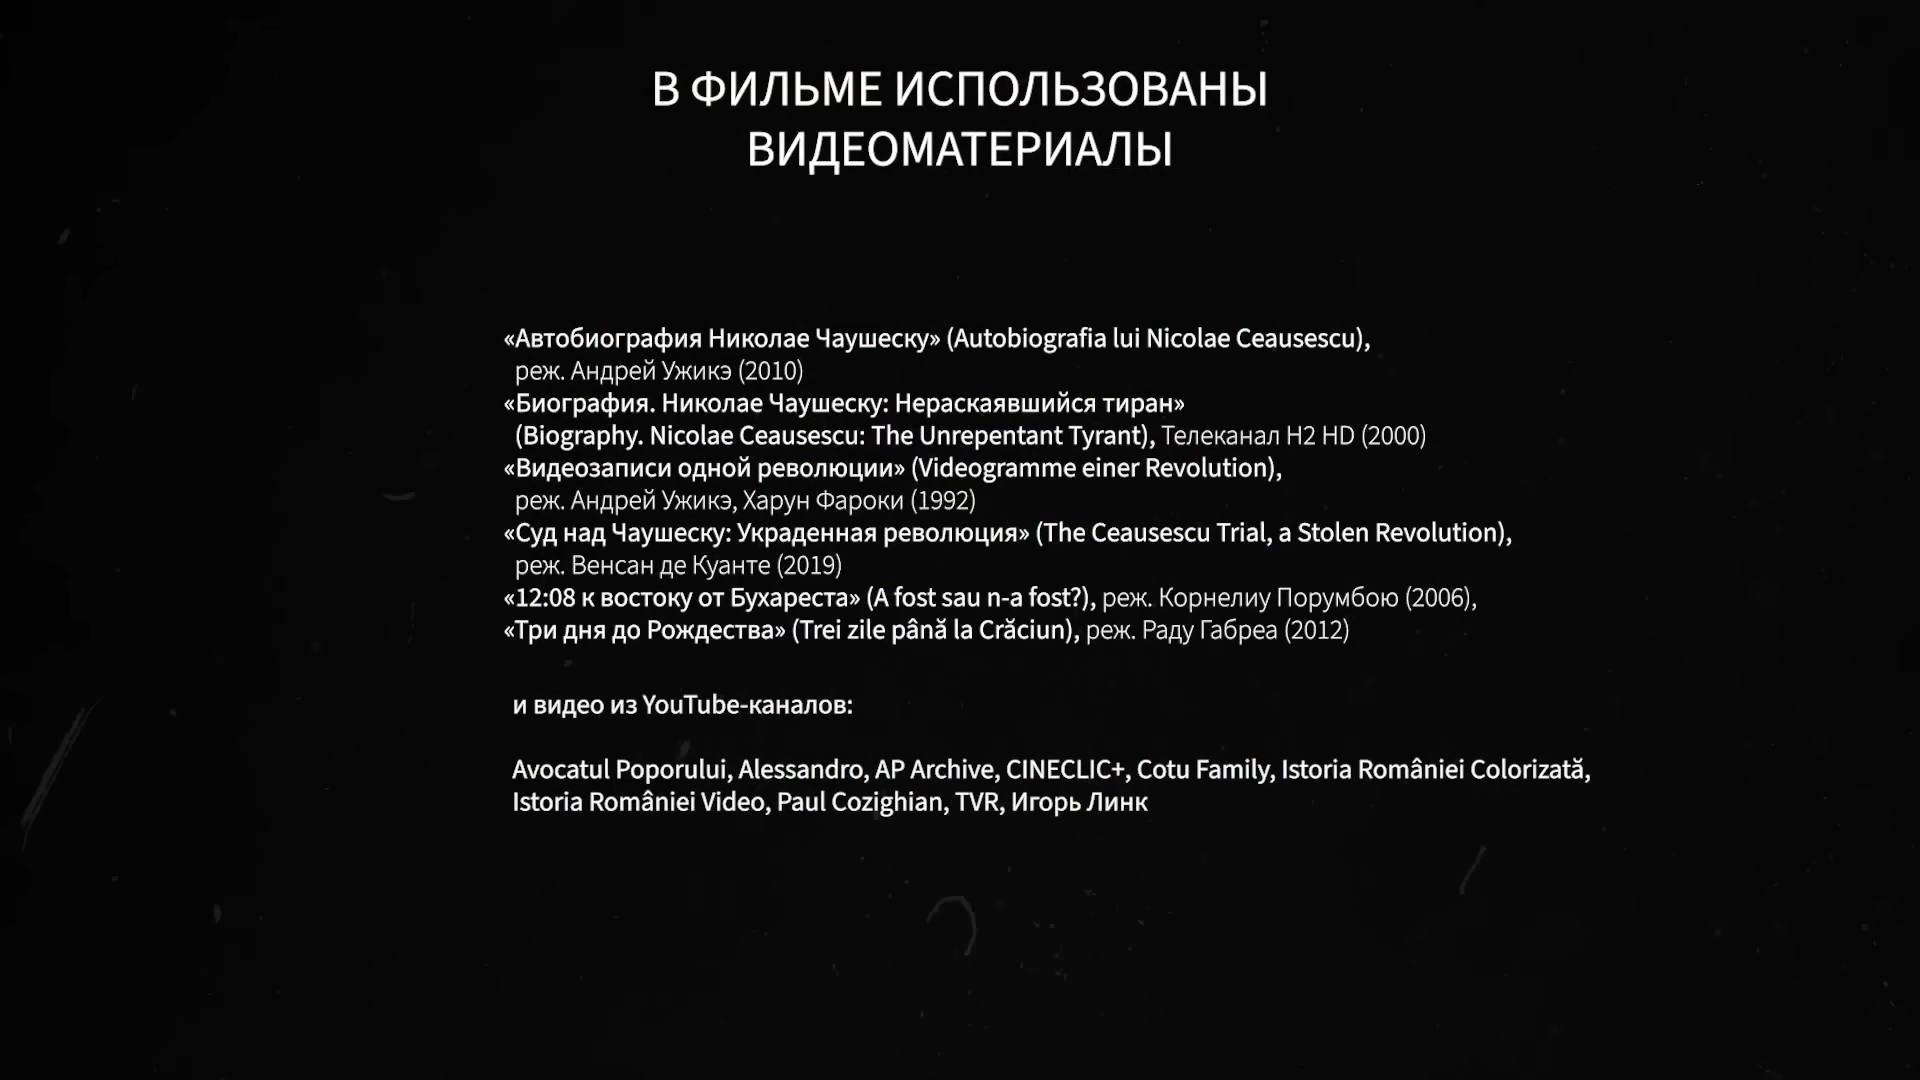 В ФИЛЬМЕ ИСПОЛЬЗОВАНЫ
ВИДЕОМАТЕРИАЛЫ
«Автобиография Николае Чаушеску» (Autobiografia lui Nicolae Ceausescu),
реж. Андрей Ужикэ (2010)
«Биография. Николае Чаушеску: Нераскаявшийся тиран»
(Biography. Nicolae Ceausescu: The Unrepentant Tyrant), Телеканал H2 HD (2000)
«Видеозаписи одной революции» (Videogramme einer Revolution),
реж. Андрей Ужикэ, Харун Фароки (1992)
«Суд над Чаушеску: Украденная революция» (The Ceausescu Trial, a Stolen Revolution),
реж. Венсан де Куанте (2019)
«12:08 к востоку от Бухареста» (A fost sau n-a fost?), реж. Корнелиу Порумбою (2006),
«Три дня до Рождества» (Trei zile până la Crăciun), реж. Раду Габреа (2012)
и видео из YouTube-каналов:
Avocatul Poporului, Alessandro, AP Archive, CINECLIC+, Cotu Family, Istoria României Colorizată,
Istoria României Video, Paul Cozighian, TVR, Игорь Линк